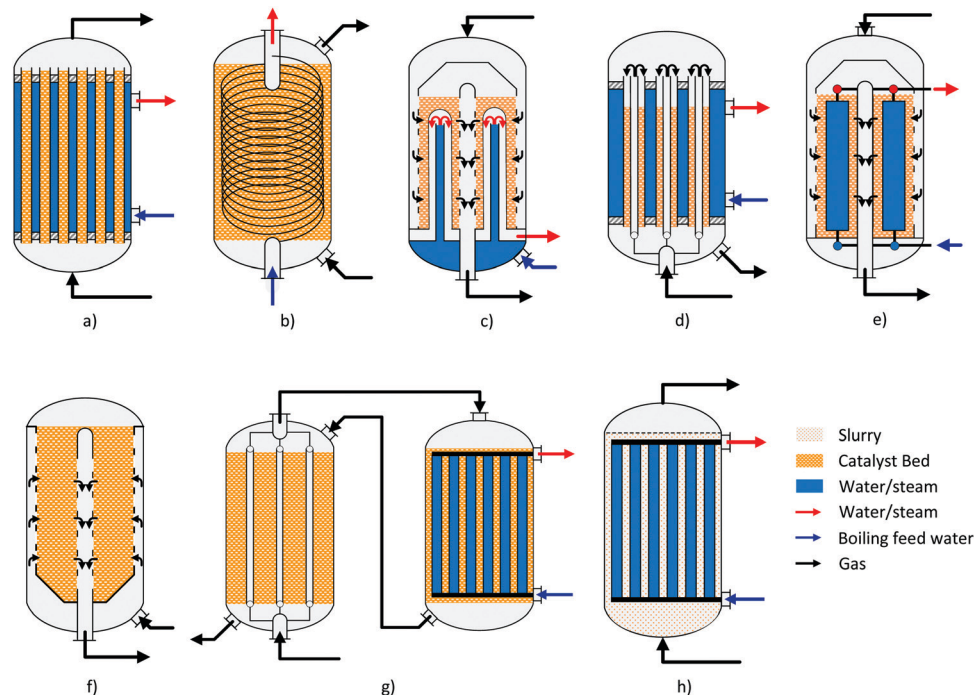 a)
b)
c)
d)
e)
f)
g)
h)
Slurry
Catalyst Bed
Water/steam
Water/steam
Boiling feed water
Gas